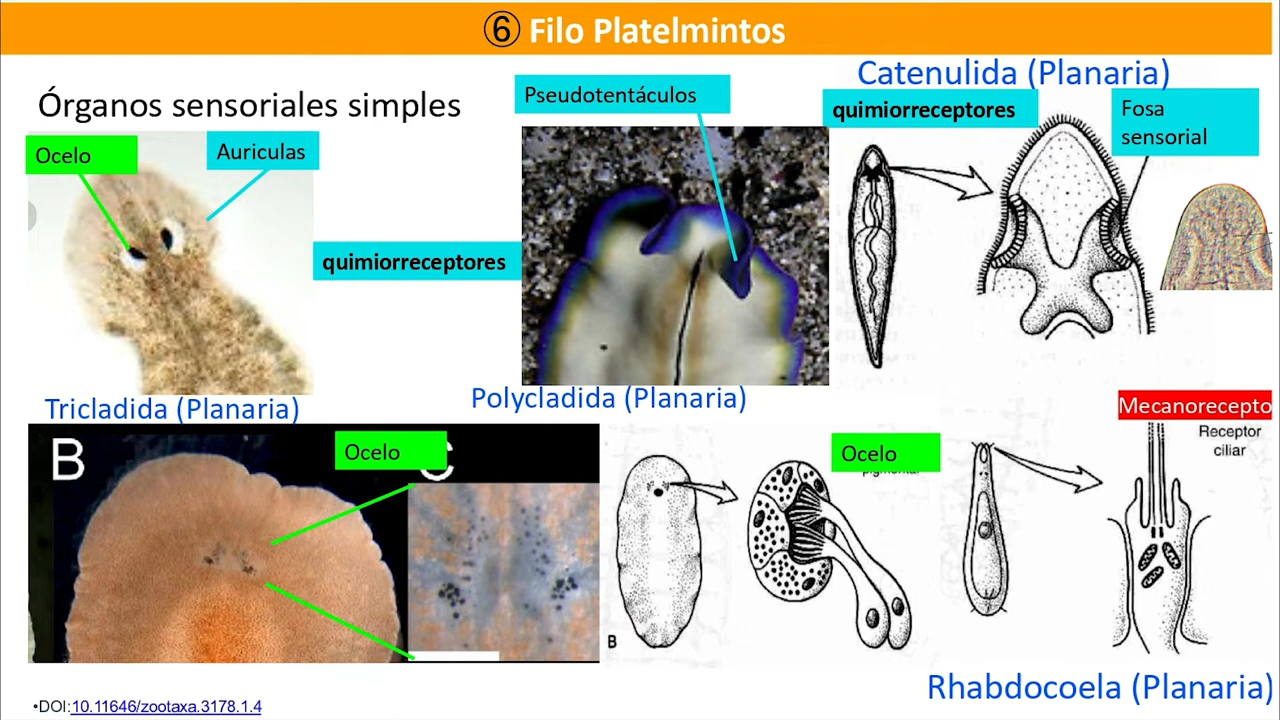 ⑥ Filo Platelmintos
Órganos sensoriales simples
Catenulida (Planaria)
Pseudotentáculos
quimiorreceptores
Fosa
sensorial
Ocelo
Auriculas
quimiorreceptores
Tricladida (Planaria)
Polycladida (Planaria)
Mecanorecepto
Receptor
ciliar
B
Ocelo
C
Ocelo
B
Rhabdocoela (Planaria)
•DOI:10.11646/zootaxa.3178.1.4